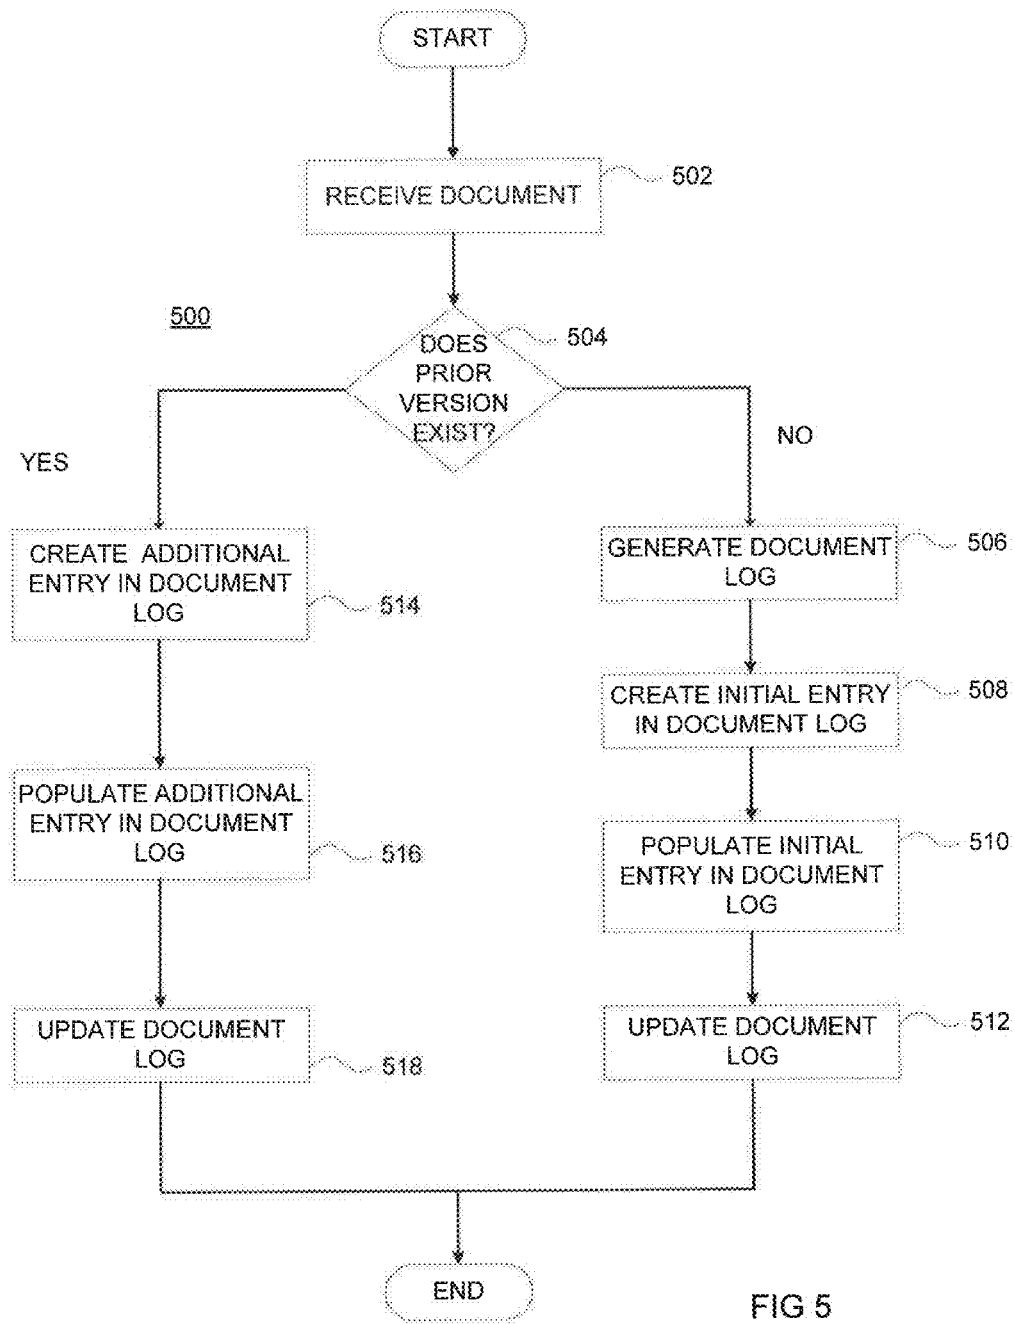 START
RECEIVE DOCUMENT
502
500
504
DOES
PRIOR
VERSION
EXIST?
YES
NO
CREATE ADDITIONAL
ENTRY IN DOCUMENT
LOG
514
GENERATE DOCUMENT
LOG
506
CREATE INITIAL ENTRY
IN DOCUMENT LOG
508
POPULATE ADDITIONAL
ENTRY IN DOCUMENT
LOG
516
POPULATE INITIAL
ENTRY IN DOCUMENT
LOG
510
UPDATE DOCUMENT
LOG
518
UPDATE DOCUMENT
LOG
512
END
FIG 5